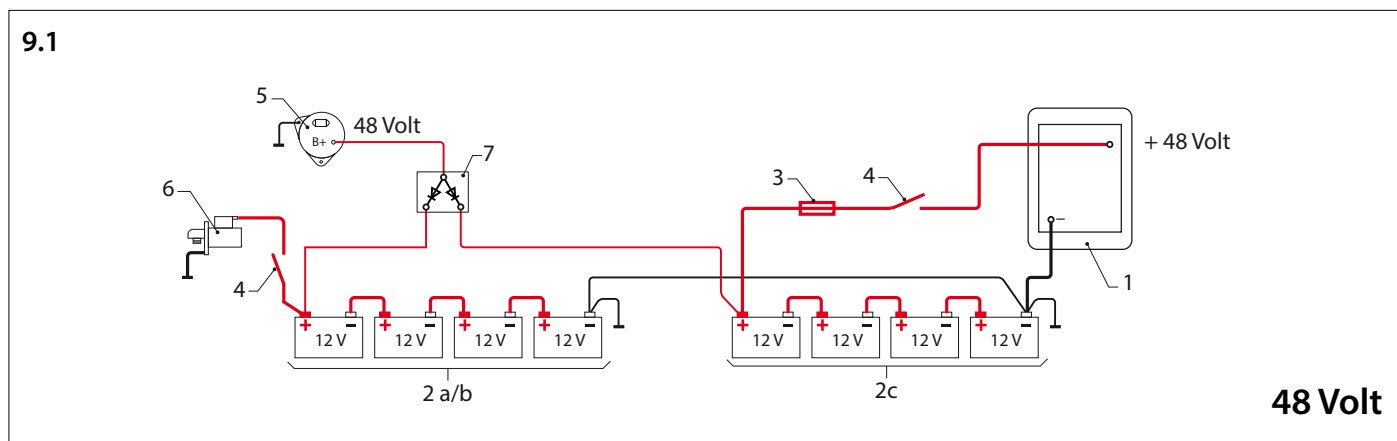 9.1
5
48 Volt
B+
7
6
3
4
+ 48 Volt
–
1
4
+ – + – + – + –
12 V 12 V 12 V 12 V
+ – + – + – + –
12 V 12 V 12 V 12 V
2 a/b
2c
48 Volt